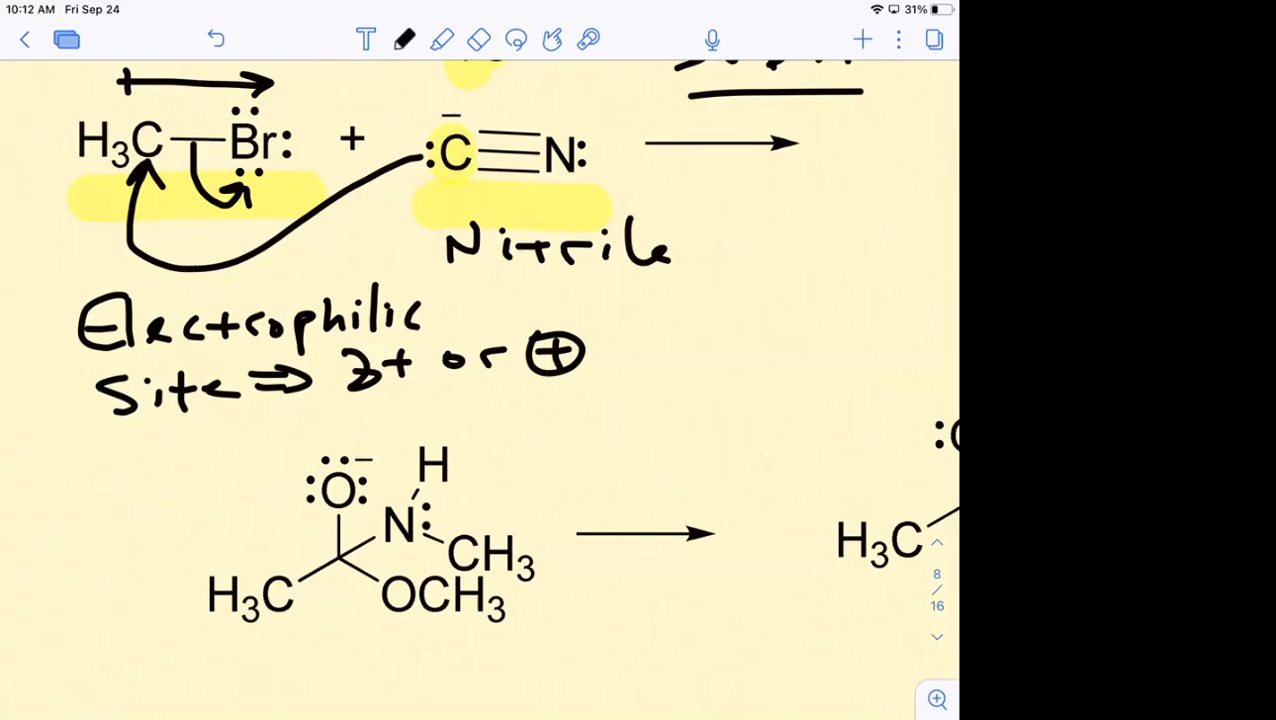 10:12 AM Fri Sep 24 31%
H₃C—Br: + :C≡N:
−
Nitrile
Electrophilic
Site ⇒ δ+ or ⊕
:O:−
H
N:
CH₃
H₃C OCH₃
H₃C
8
/
16